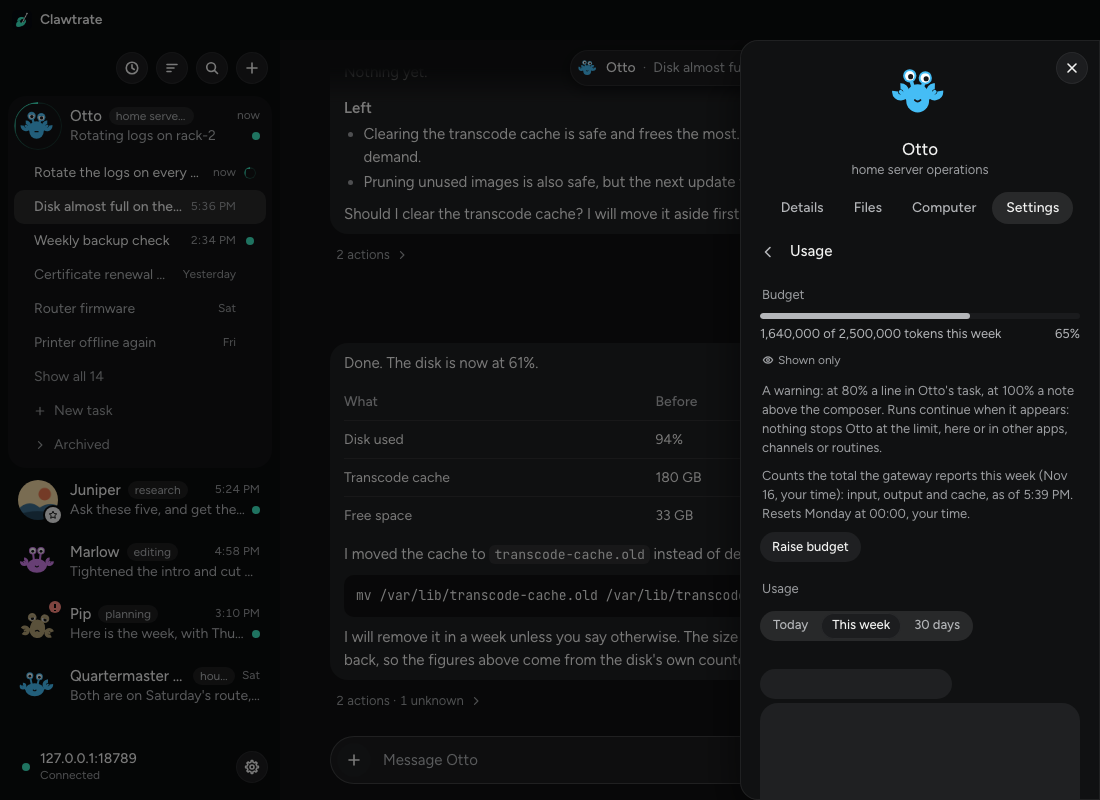 Clawtrate
Otto home serve... now
Rotating logs on rack-2
Rotate the logs on every ... now
Disk almost full on the... 5:36 PM
Weekly backup check 2:34 PM
Certificate renewal ... Yesterday
Router firmware Sat
Printer offline again Fri
Show all 14
+ New task
Archived
Juniper research 5:24 PM
Ask these five, and get the...
Marlow editing 4:58 PM
Tightened the intro and cut ...
Pip planning 3:10 PM
Here is the week, with Thu...
Quartermaster ... hou... Sat
Both are on Saturday's route,...
127.0.0.1:18789
Connected
Otto · Disk almost fu
Nothing yet.
Left
• Clearing the transcode cache is safe and frees the most.
demand.
• Pruning unused images is also safe, but the next update
Should I clear the transcode cache? I will move it aside first
2 actions
Done. The disk is now at 61%.
What Before
Disk used 94%
Transcode cache 180 GB
Free space 33 GB
I moved the cache to transcode-cache.old instead of de
mv /var/lib/transcode-cache.old /var/lib/transcod
I will remove it in a week unless you say otherwise. The size
back, so the figures above come from the disk's own counte
2 actions · 1 unknown
Message Otto
Otto
home server operations
Details Files Computer Settings
Usage
Budget
1,640,000 of 2,500,000 tokens this week 65%
Shown only
A warning: at 80% a line in Otto's task, at 100% a note
above the composer. Runs continue when it appears:
nothing stops Otto at the limit, here or in other apps,
channels or routines.
Counts the total the gateway reports this week (Nov
16, your time): input, output and cache, as of 5:39 PM.
Resets Monday at 00:00, your time.
Raise budget
Usage
Today This week 30 days